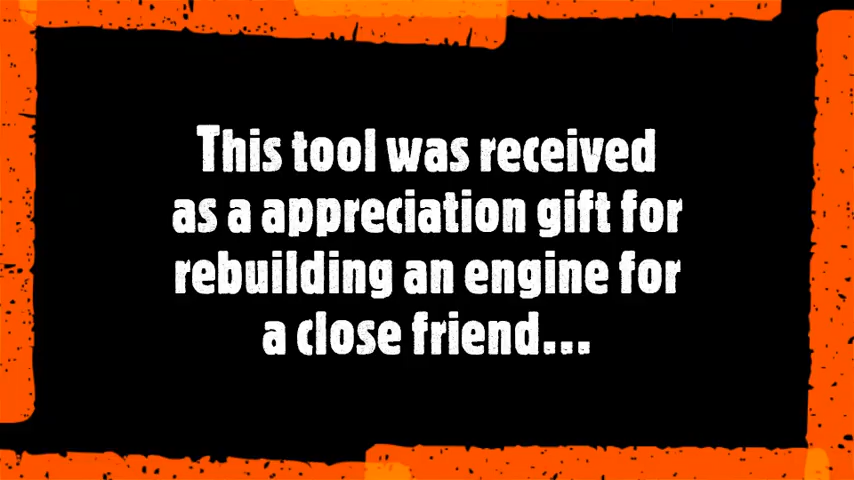 This tool was received
as a appreciation gift for
rebuilding an engine for
a close friend...